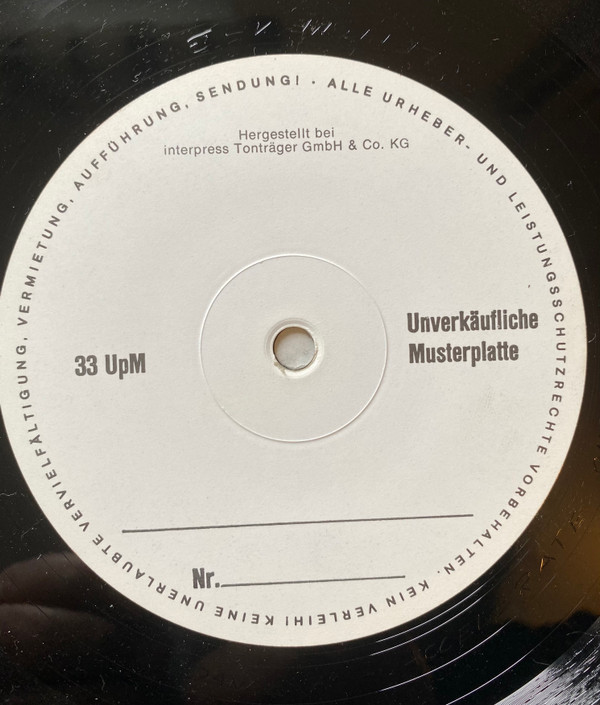 ALLE URHEBER- UND LEISTUNGSSCHUTZRECHTE VORBEHALTEN. KEIN VERLEIH! KEINE UNERLAUBTE VERVIELFÄLTIGUNG, VERMIETUNG, AUFFÜHRUNG, SENDUNG! ·
Hergestellt bei
interpress Tonträger GmbH & Co. KG
33 UpM
Unverkäufliche
Musterplatte
Nr.